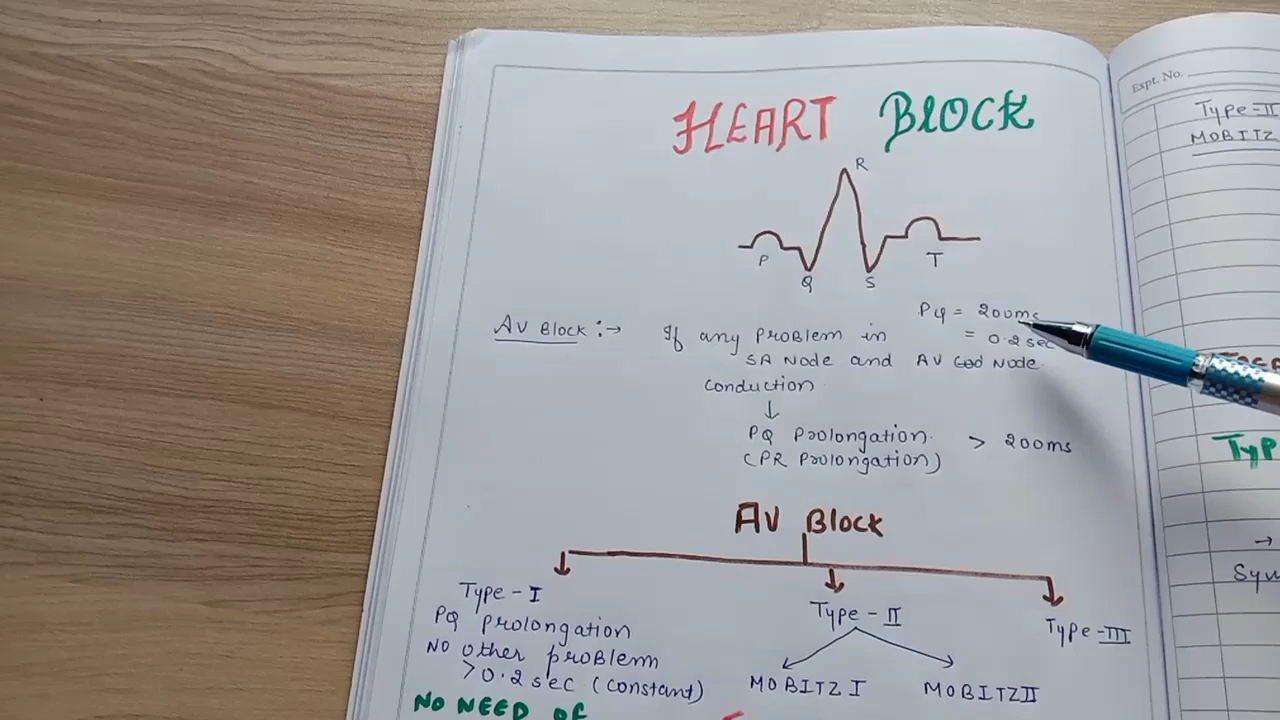 HEART BLOCK
R
P
T
Q
S
PQ = 200ms
= 0.2 sec
AV Block :→ If any problem in
SA Node and AV Node
conduction
↓
PQ prolongation
(PR prolongation) > 200ms
AV Block
Type - I
PQ prolongation
NO other problem
>0.2 sec (constant)
NO NEED OF
Type - II
MOBITZ I
MOBITZ II
Type - III
Expt. No.
Type - II
MOBITZ
→